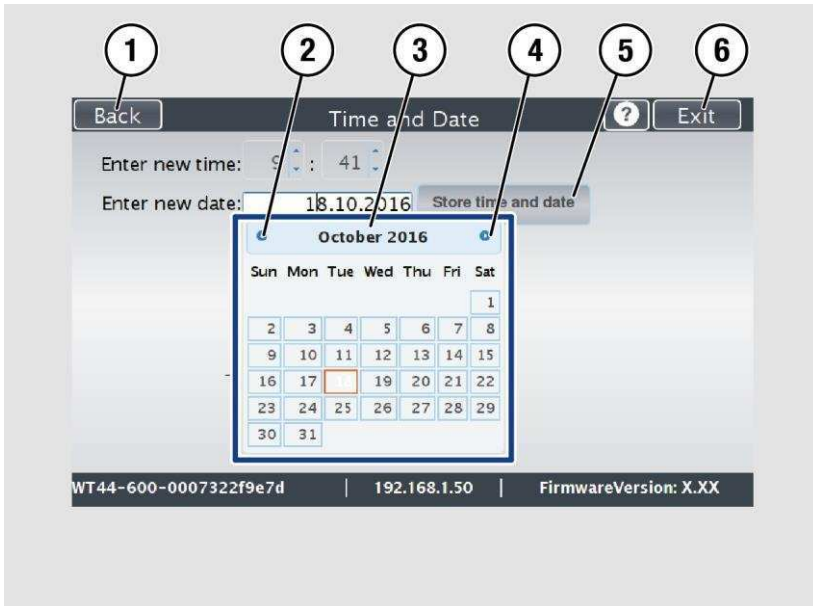 1 2 3 4 5 6
Back Time and Date ? Exit
Enter new time: 9 : 41
Enter new date: 18.10.2016 Store time and date
October 2016
Sun Mon Tue Wed Thu Fri Sat
1
2 3 4 5 6 7 8
9 10 11 12 13 14 15
16 17 18 19 20 21 22
23 24 25 26 27 28 29
30 31
WT44-600-0007322f9e7d | 192.168.1.50 | FirmwareVersion: X.XX